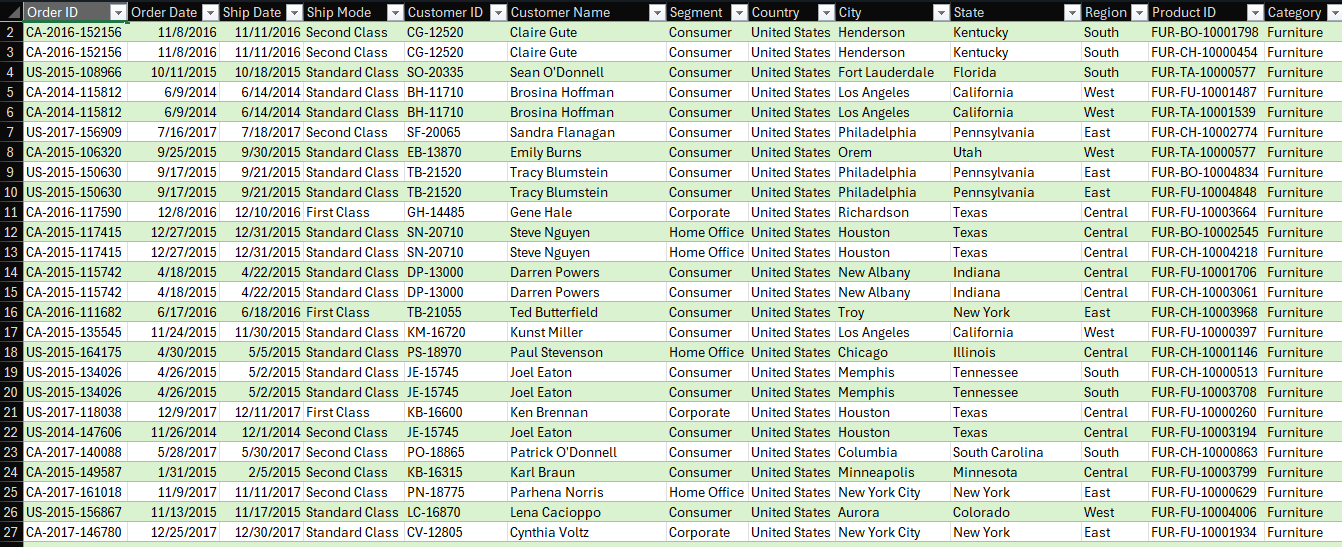 Order ID Order Date Ship Date Ship Mode Customer ID Customer Name Segment Country City State Region Product ID Category
2 CA-2016-152156 11/8/2016 11/11/2016 Second Class CG-12520 Claire Gute Consumer United States Henderson Kentucky South FUR-BO-10001798 Furniture
3 CA-2016-152156 11/8/2016 11/11/2016 Second Class CG-12520 Claire Gute Consumer United States Henderson Kentucky South FUR-CH-10000454 Furniture
4 US-2015-108966 10/11/2015 10/18/2015 Standard Class SO-20335 Sean O'Donnell Consumer United States Fort Lauderdale Florida South FUR-TA-10000577 Furniture
5 CA-2014-115812 6/9/2014 6/14/2014 Standard Class BH-11710 Brosina Hoffman Consumer United States Los Angeles California West FUR-FU-10001487 Furniture
6 CA-2014-115812 6/9/2014 6/14/2014 Standard Class BH-11710 Brosina Hoffman Consumer United States Los Angeles California West FUR-TA-10001539 Furniture
7 US-2017-156909 7/16/2017 7/18/2017 Second Class SF-20065 Sandra Flanagan Consumer United States Philadelphia Pennsylvania East FUR-CH-10002774 Furniture
8 CA-2015-106320 9/25/2015 9/30/2015 Standard Class EB-13870 Emily Burns Consumer United States Orem Utah West FUR-TA-10000577 Furniture
9 US-2015-150630 9/17/2015 9/21/2015 Standard Class TB-21520 Tracy Blumstein Consumer United States Philadelphia Pennsylvania East FUR-BO-10004834 Furniture
10 US-2015-150630 9/17/2015 9/21/2015 Standard Class TB-21520 Tracy Blumstein Consumer United States Philadelphia Pennsylvania East FUR-FU-10004848 Furniture
11 CA-2016-117590 12/8/2016 12/10/2016 First Class GH-14485 Gene Hale Corporate United States Richardson Texas Central FUR-FU-10003664 Furniture
12 CA-2015-117415 12/27/2015 12/31/2015 Standard Class SN-20710 Steve Nguyen Home Office United States Houston Texas Central FUR-BO-10002545 Furniture
13 CA-2015-117415 12/27/2015 12/31/2015 Standard Class SN-20710 Steve Nguyen Home Office United States Houston Texas Central FUR-CH-10004218 Furniture
14 CA-2015-115742 4/18/2015 4/22/2015 Standard Class DP-13000 Darren Powers Consumer United States New Albany Indiana Central FUR-FU-10001706 Furniture
15 CA-2015-115742 4/18/2015 4/22/2015 Standard Class DP-13000 Darren Powers Consumer United States New Albany Indiana Central FUR-CH-10003061 Furniture
16 CA-2016-111682 6/17/2016 6/18/2016 First Class TB-21055 Ted Butterfield Consumer United States Troy New York East FUR-CH-10003968 Furniture
17 CA-2015-135545 11/24/2015 11/30/2015 Standard Class KM-16720 Kunst Miller Consumer United States Los Angeles California West FUR-FU-10000397 Furniture
18 US-2015-164175 4/30/2015 5/5/2015 Standard Class PS-18970 Paul Stevenson Home Office United States Chicago Illinois Central FUR-CH-10001146 Furniture
19 US-2015-134026 4/26/2015 5/2/2015 Standard Class JE-15745 Joel Eaton Consumer United States Memphis Tennessee South FUR-CH-10000513 Furniture
20 US-2015-134026 4/26/2015 5/2/2015 Standard Class JE-15745 Joel Eaton Consumer United States Memphis Tennessee South FUR-FU-10003708 Furniture
21 US-2017-118038 12/9/2017 12/11/2017 First Class KB-16600 Ken Brennan Corporate United States Houston Texas Central FUR-FU-10000260 Furniture
22 US-2014-147606 11/26/2014 12/1/2014 Second Class JE-15745 Joel Eaton Consumer United States Houston Texas Central FUR-FU-10003194 Furniture
23 CA-2017-140088 5/28/2017 5/30/2017 Second Class PO-18865 Patrick O'Donnell Consumer United States Columbia South Carolina South FUR-CH-10000863 Furniture
24 CA-2015-149587 1/31/2015 2/5/2015 Second Class KB-16315 Karl Braun Consumer United States Minneapolis Minnesota Central FUR-FU-10003799 Furniture
25 CA-2017-161018 11/9/2017 11/11/2017 Second Class PN-18775 Parhena Norris Home Office United States New York City New York East FUR-FU-10000629 Furniture
26 US-2015-156867 11/13/2015 11/17/2015 Standard Class LC-16870 Lena Cacioppo Consumer United States Aurora Colorado West FUR-FU-10004006 Furniture
27 CA-2017-146780 12/25/2017 12/30/2017 Standard Class CV-12805 Cynthia Voltz Corporate United States New York City New York East FUR-FU-10001934 Furniture